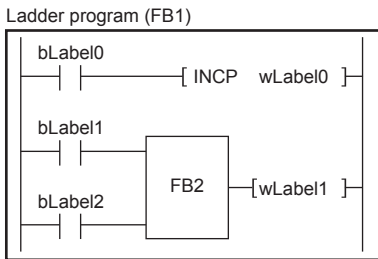 Ladder program (FB1)
bLabel0
[ INCP wLabel0 ]
bLabel1
FB2
[wLabel1 ]
bLabel2